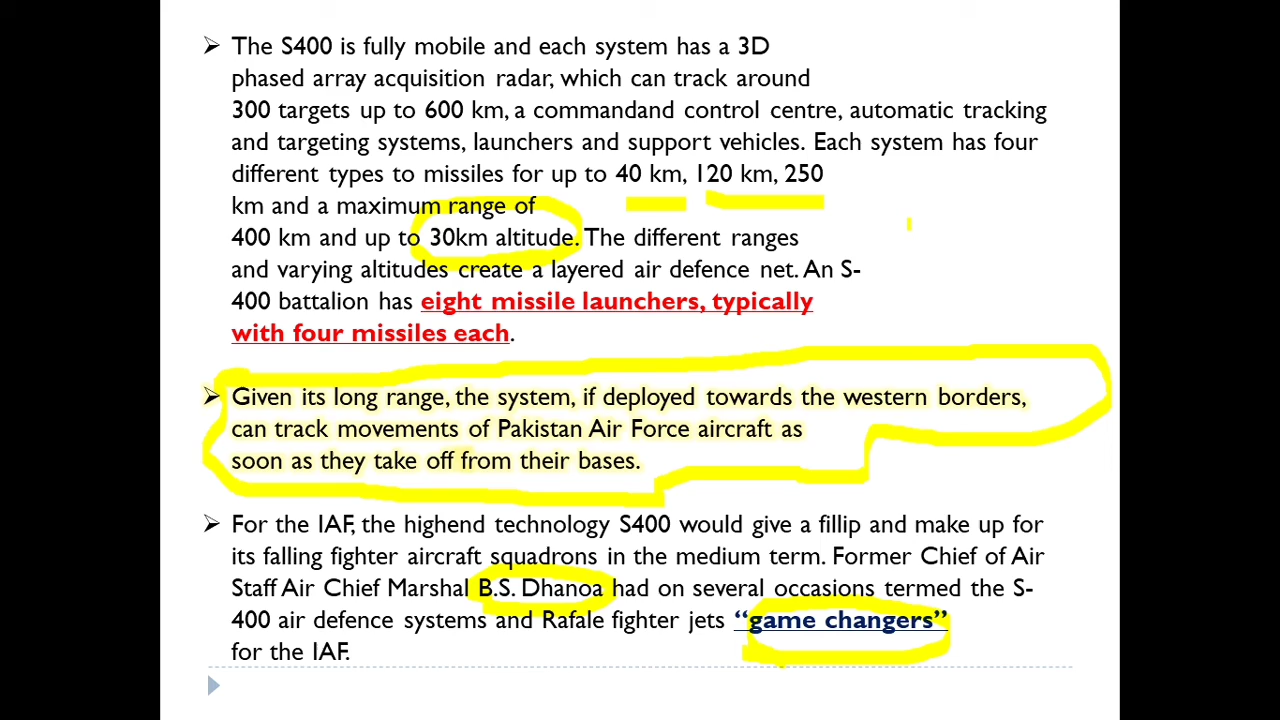 The S400 is fully mobile and each system has a 3D
phased array acquisition radar, which can track around
300 targets up to 600 km, a commandand control centre, automatic tracking
and targeting systems, launchers and support vehicles. Each system has four
different types to missiles for up to 40 km, 120 km, 250
km and a maximum range of
400 km and up to 30km altitude. The different ranges
and varying altitudes create a layered air defence net. An S-
400 battalion has eight missile launchers, typically
with four missiles each.
Given its long range, the system, if deployed towards the western borders,
can track movements of Pakistan Air Force aircraft as
soon as they take off from their bases.
For the IAF, the highend technology S400 would give a fillip and make up for
its falling fighter aircraft squadrons in the medium term. Former Chief of Air
Staff Air Chief Marshal B.S. Dhanoa had on several occasions termed the S-
400 air defence systems and Rafale fighter jets “game changers”
for the IAF.